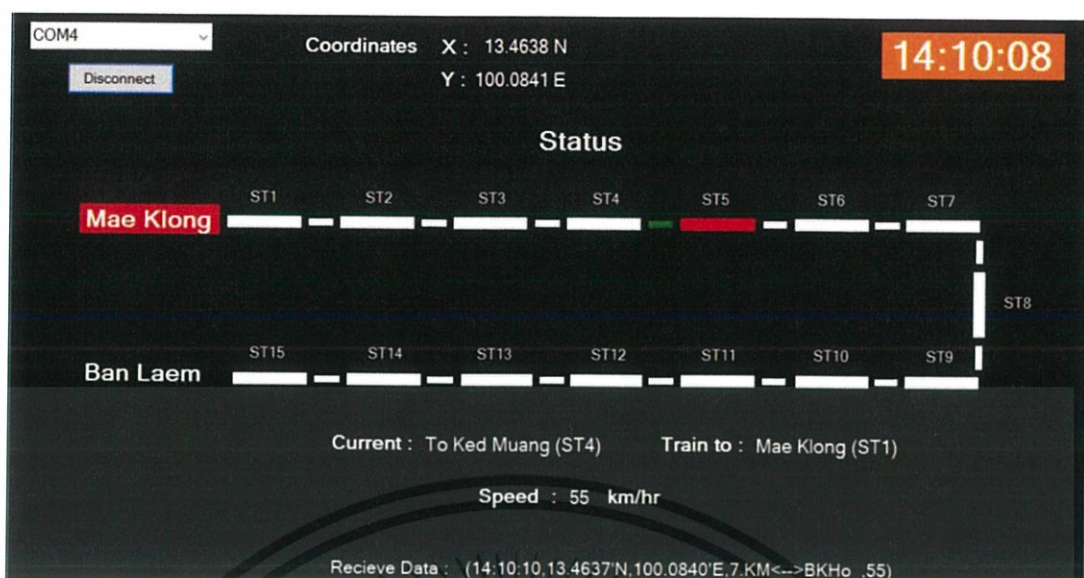 COM4
Coordinates X : 13.4638 N
14:10:08
Disconnect
Y : 100.0841 E
Status
ST1 ST2 ST3 ST4 ST5 ST6 ST7
Mae Klong
ST8
ST15 ST14 ST13 ST12 ST11 ST10 ST9
Ban Laem
Current : To Ked Muang (ST4) Train to : Mae Klong (ST1)
Speed : 55 km/hr
Recieve Data : (14:10:10,13.4637'N,100.0840'E,7.KM<-->BKHo ,55)